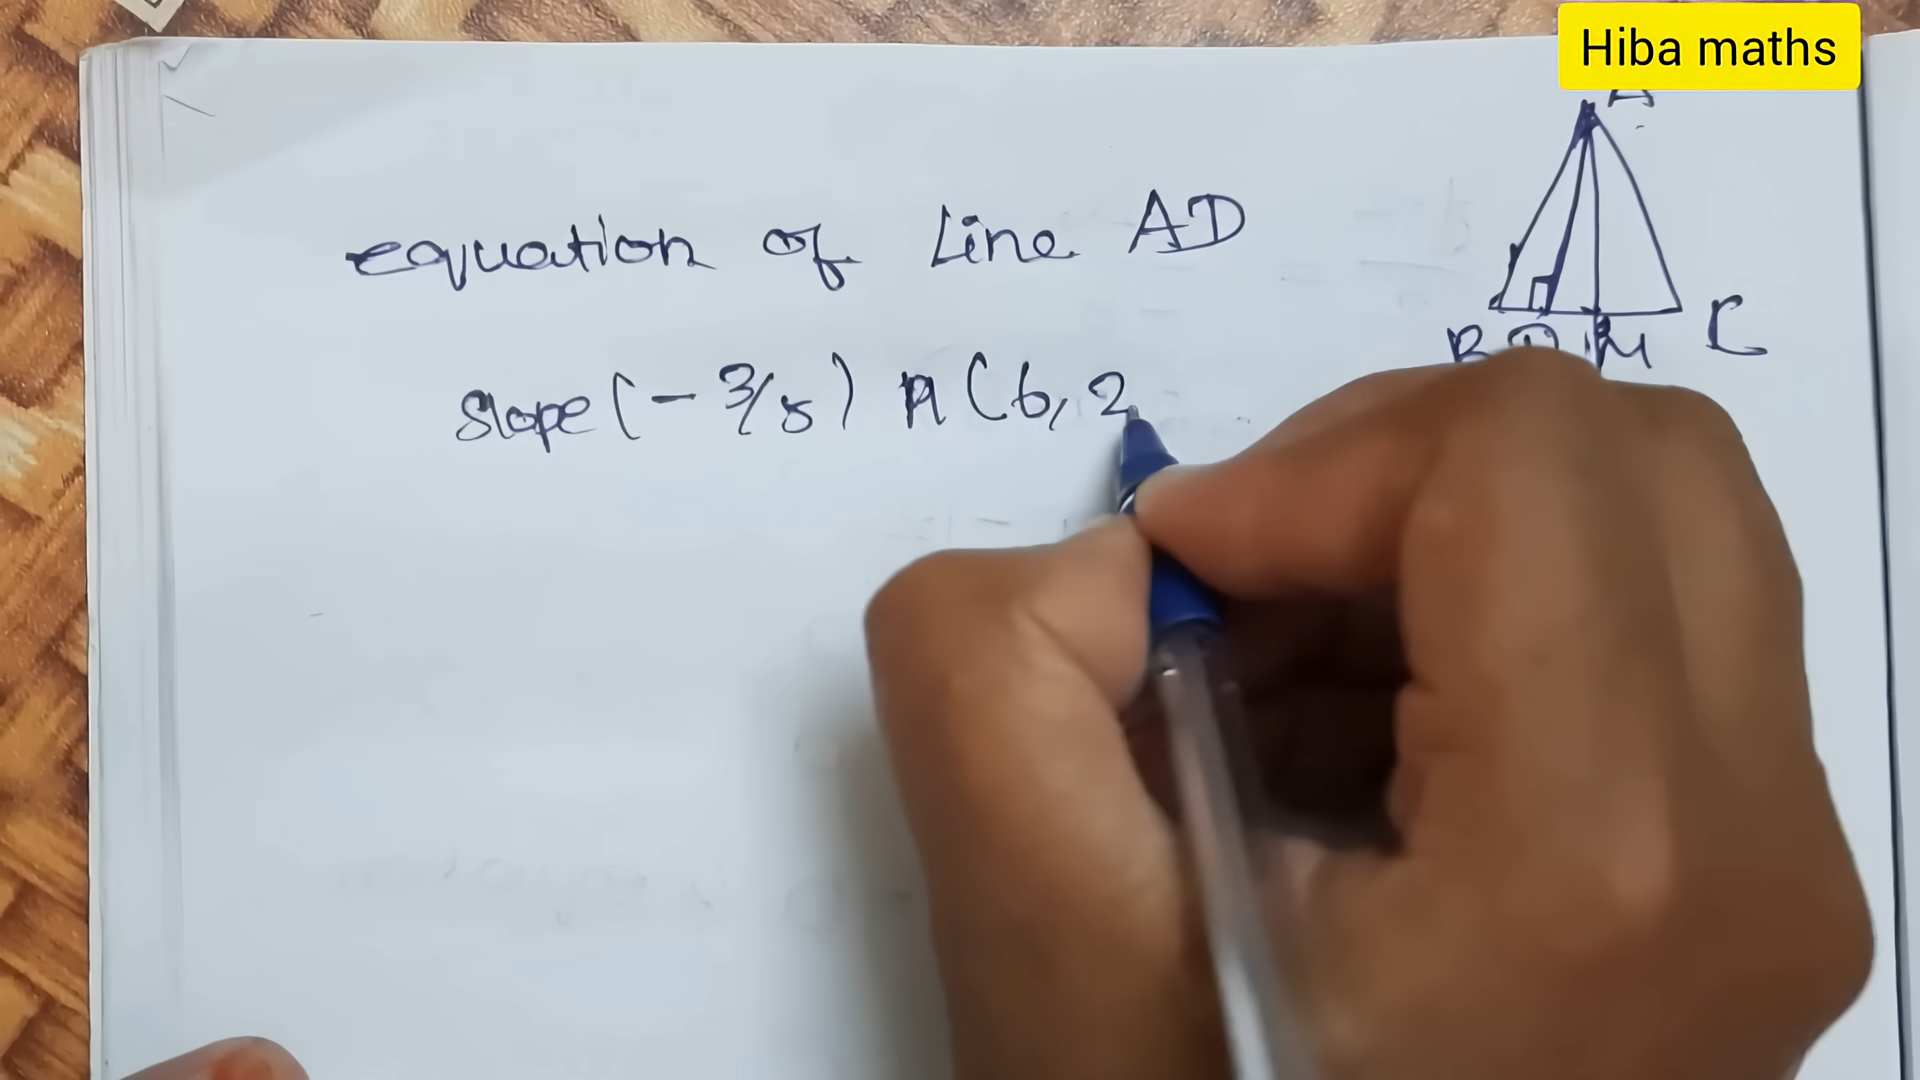 Hiba maths
A
equation of Line AD
B D M C
slope (- 3/5) A (6, 2